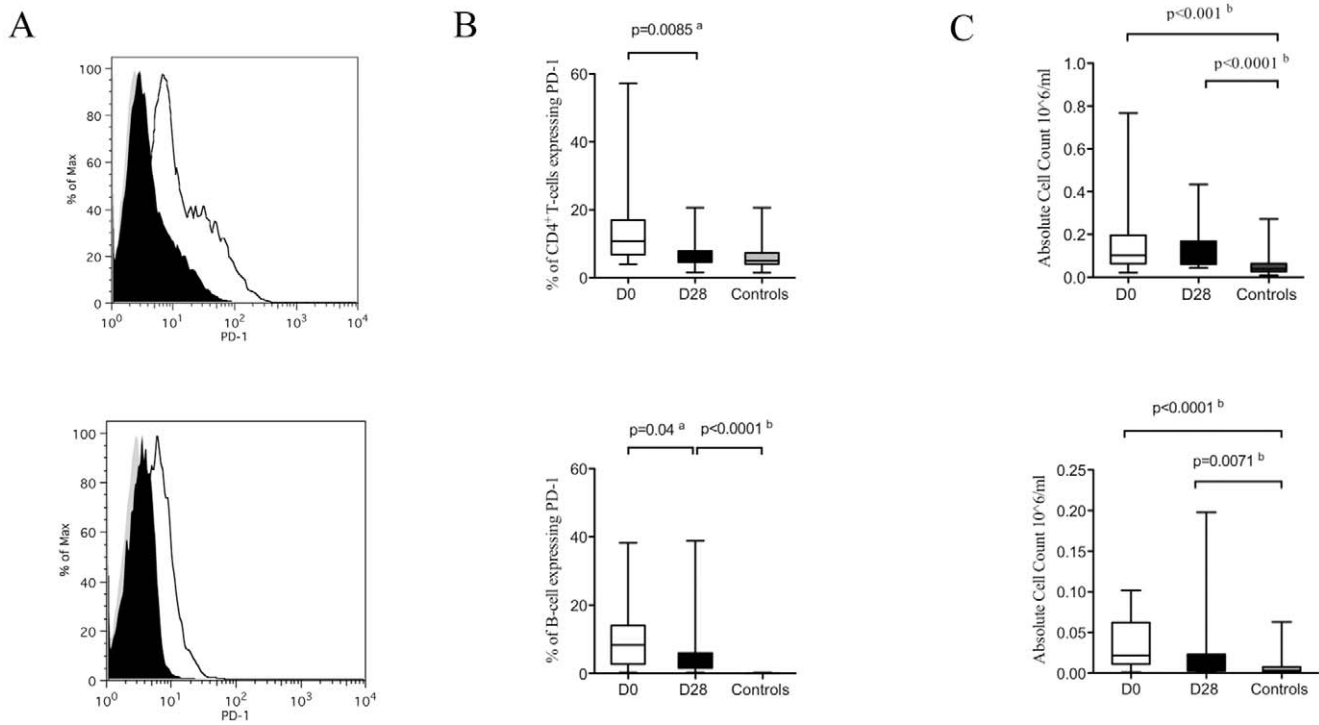 A
% of Max
100
80
60
40
20
0
10^0 10^1 10^2 10^3 10^4
PD-1
B
p=0.0085 a
% of CD4+ T-cells expressing PD-1
60
40
20
0
D0 D28 Controls
C
p<0.001 b
p<0.0001 b
Absolute Cell Count 10^6/ml
1.0
0.8
0.6
0.4
0.2
0.0
D0 D28 Controls
% of Max
100
80
60
40
20
0
10^0 10^1 10^2 10^3 10^4
PD-1
p=0.04 a p<0.0001 b
% of B-cell expressing PD-1
60
40
20
0
D0 D28 Controls
p<0.0001 b
p=0.0071 b
Absolute Cell Count 10^6/ml
0.25
0.20
0.15
0.10
0.05
0.00
D0 D28 Controls